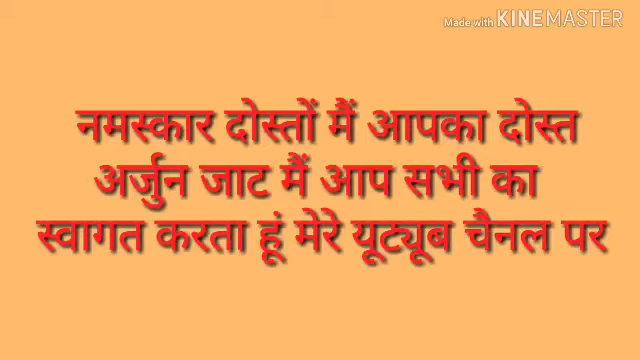 Made with KINEMASTER
नमस्कार दोस्तों मैं आपका दोस्त
अर्जुन जाट मैं आप सभी का
स्वागत करता हूं मेरे यूट्यूब चैनल पर